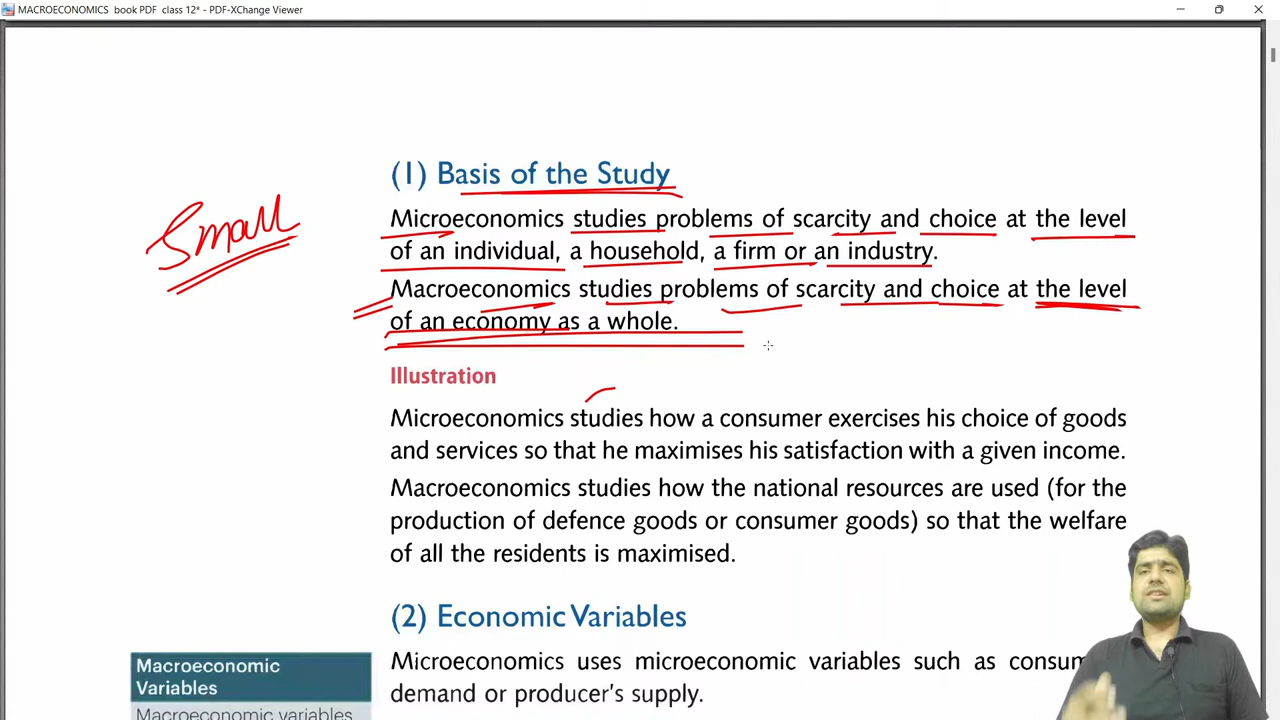 MACROECONOMICS book PDF class 12* - PDF-XChange Viewer
(1) Basis of the Study
Small
Microeconomics studies problems of scarcity and choice at the level
of an individual, a household, a firm or an industry.
Macroeconomics studies problems of scarcity and choice at the level
of an economy as a whole.
Illustration
Microeconomics studies how a consumer exercises his choice of goods
and services so that he maximises his satisfaction with a given income.
Macroeconomics studies how the national resources are used (for the
production of defence goods or consumer goods) so that the welfare
of all the residents is maximised.
(2) Economic Variables
Microeconomics uses microeconomic variables such as consum
demand or producer's supply.
Macroeconomic
Variables
Macroeconomic variables